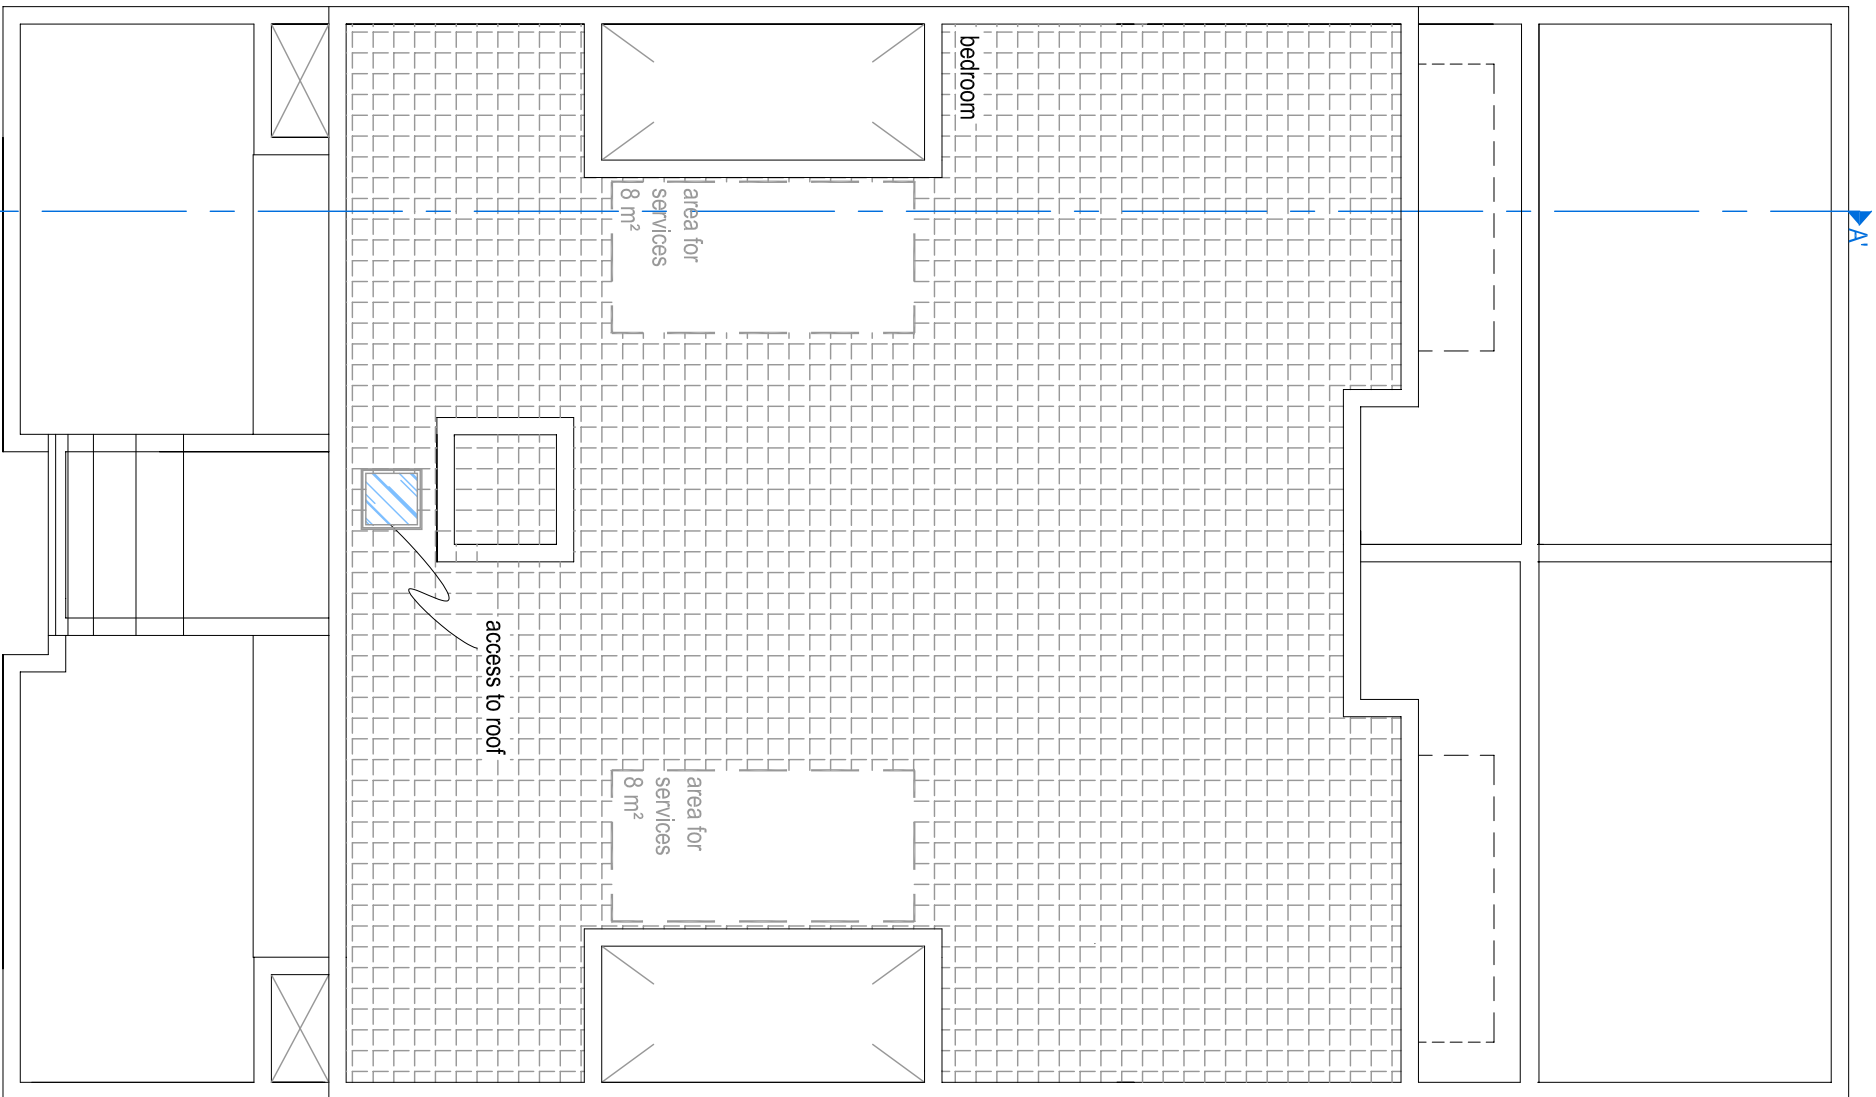 bedroom
area for
services
8 m²
A'
access to roof
area for
services
8 m²